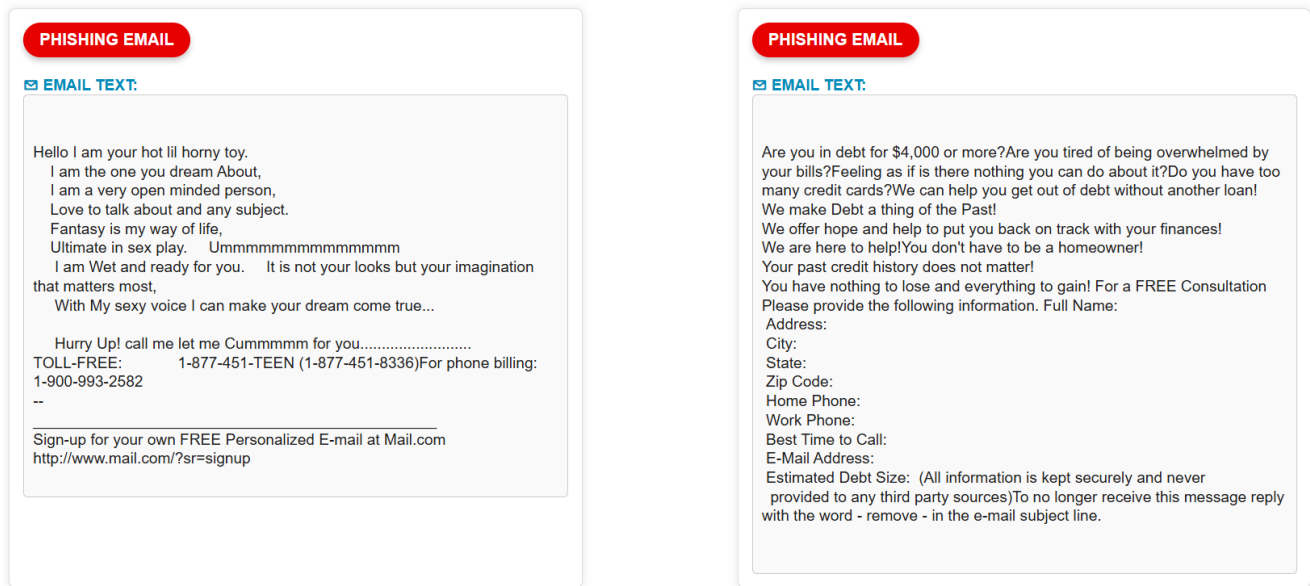 PHISHING EMAIL
EMAIL TEXT:
Hello I am your hot lil horny toy.
I am the one you dream About,
I am a very open minded person,
Love to talk about and any subject.
Fantasy is my way of life,
Ultimate in sex play. Ummmmmmmmmmmmmm
I am Wet and ready for you. It is not your looks but your imagination
that matters most,
With My sexy voice I can make your dream come true...
Hurry Up! call me let me Cummmmm for you..........................
TOLL-FREE: 1-877-451-TEEN (1-877-451-8336)For phone billing:
1-900-993-2582
--
_______________________________________________
Sign-up for your own FREE Personalized E-mail at Mail.com
http://www.mail.com/?sr=signup
PHISHING EMAIL
EMAIL TEXT:
Are you in debt for $4,000 or more?Are you tired of being overwhelmed by
your bills?Feeling as if is there nothing you can do about it?Do you have too
many credit cards?We can help you get out of debt without another loan!
We make Debt a thing of the Past!
We offer hope and help to put you back on track with your finances!
We are here to help!You don't have to be a homeowner!
Your past credit history does not matter!
You have nothing to lose and everything to gain! For a FREE Consultation
Please provide the following information. Full Name:
Address:
City:
State:
Zip Code:
Home Phone:
Work Phone:
Best Time to Call:
E-Mail Address:
Estimated Debt Size: (All information is kept securely and never
provided to any third party sources)To no longer receive this message reply
with the word - remove - in the e-mail subject line.